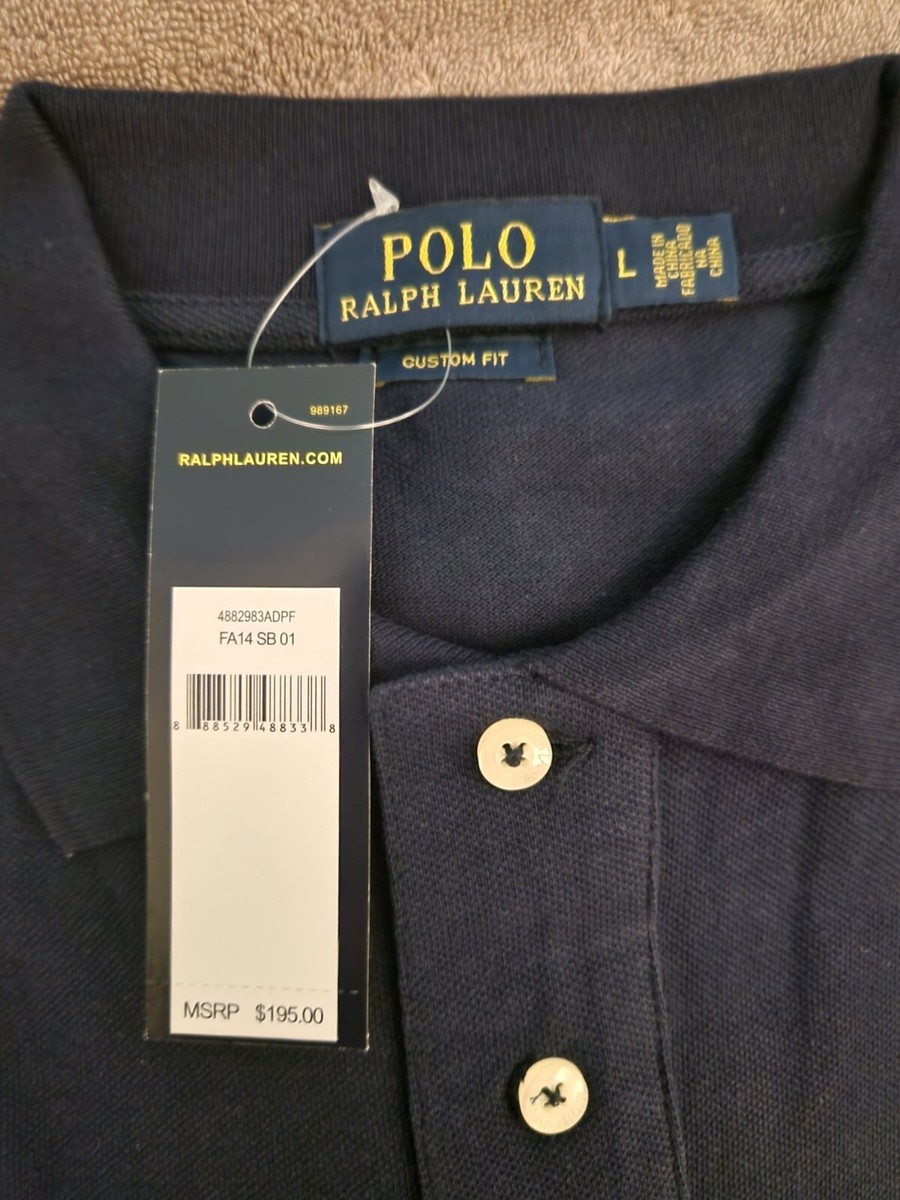 POLO
RALPH LAUREN
L
MADE IN
CHINA
FABRICADO
NA
CHINA
CUSTOM FIT
989167
RALPHLAUREN.COM
4882983ADPF
FA14 SB 01
8 88529 48833 8
MSRP $195.00